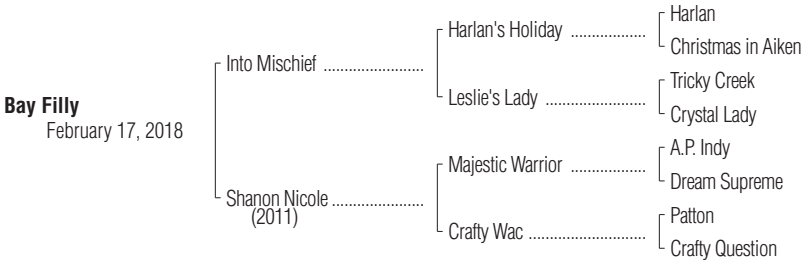 Harlan
Harlan's Holiday ....................
Christmas in Aiken
Into Mischief ........................
Tricky Creek
Leslie's Lady ........................
Crystal Lady
Bay Filly
February 17, 2018
A.P. Indy
Majestic Warrior ....................
Dream Supreme
Shanon Nicole ......................
(2011)
Patton
Crafty Wac ............................
Crafty Question